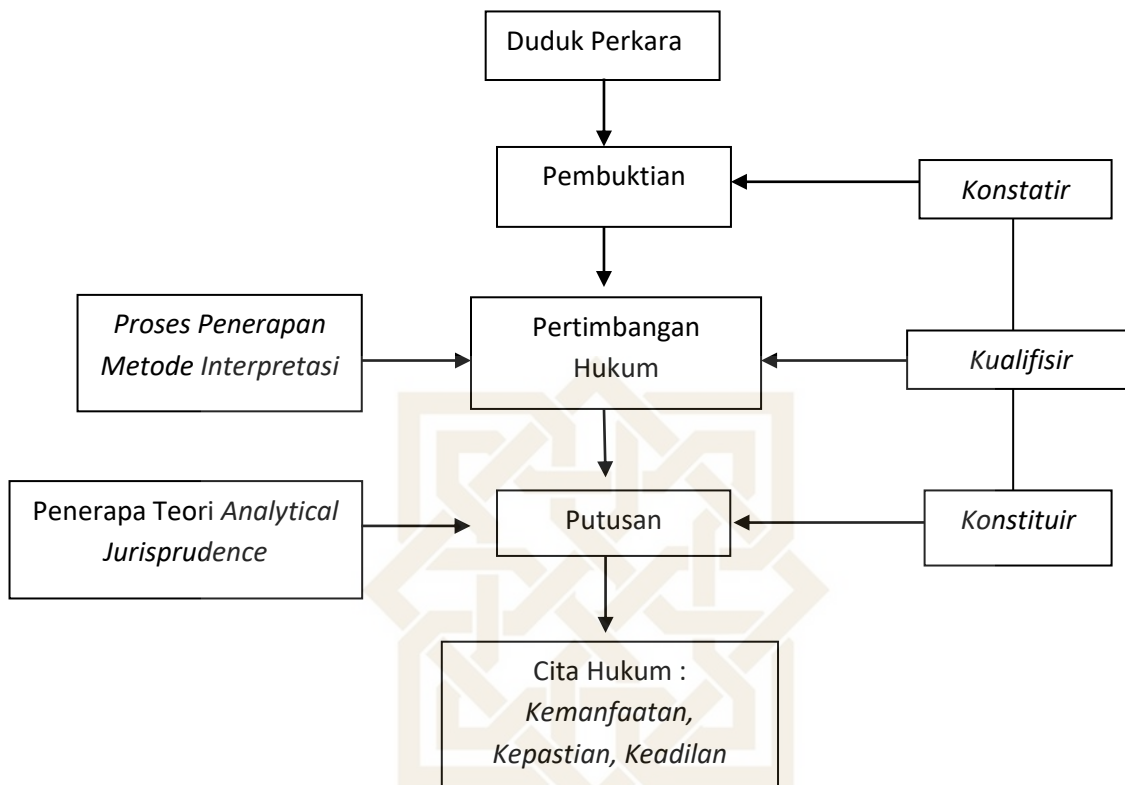 Duduk Perkara
Pembuktian
Konstatir
Proses Penerapan
Metode Interpretasi
Pertimbangan
Hukum
Kualifisir
Penerapa Teori Analytical
Jurisprudence
Putusan
Konstituir
Cita Hukum :
Kemanfaatan,
Kepastian, Keadilan